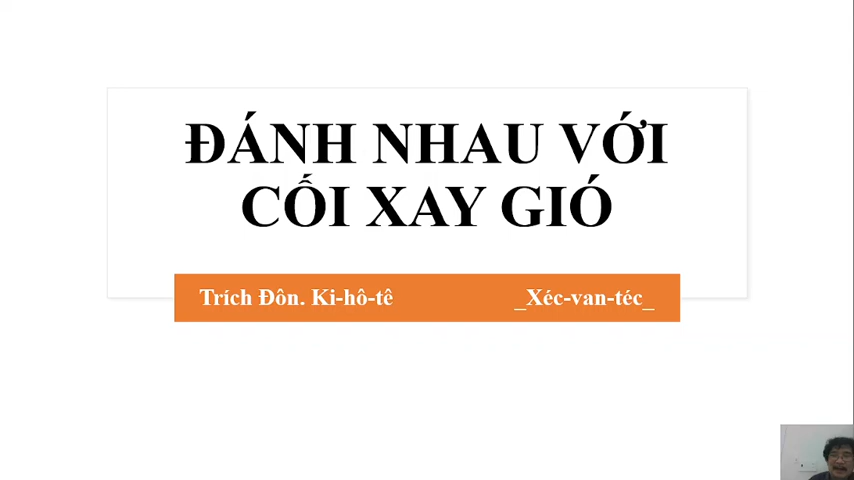 ĐÁNH NHAU VỚI
CỐI XAY GIÓ
Trích Đôn. Ki-hô-tê _Xéc-van-téc_